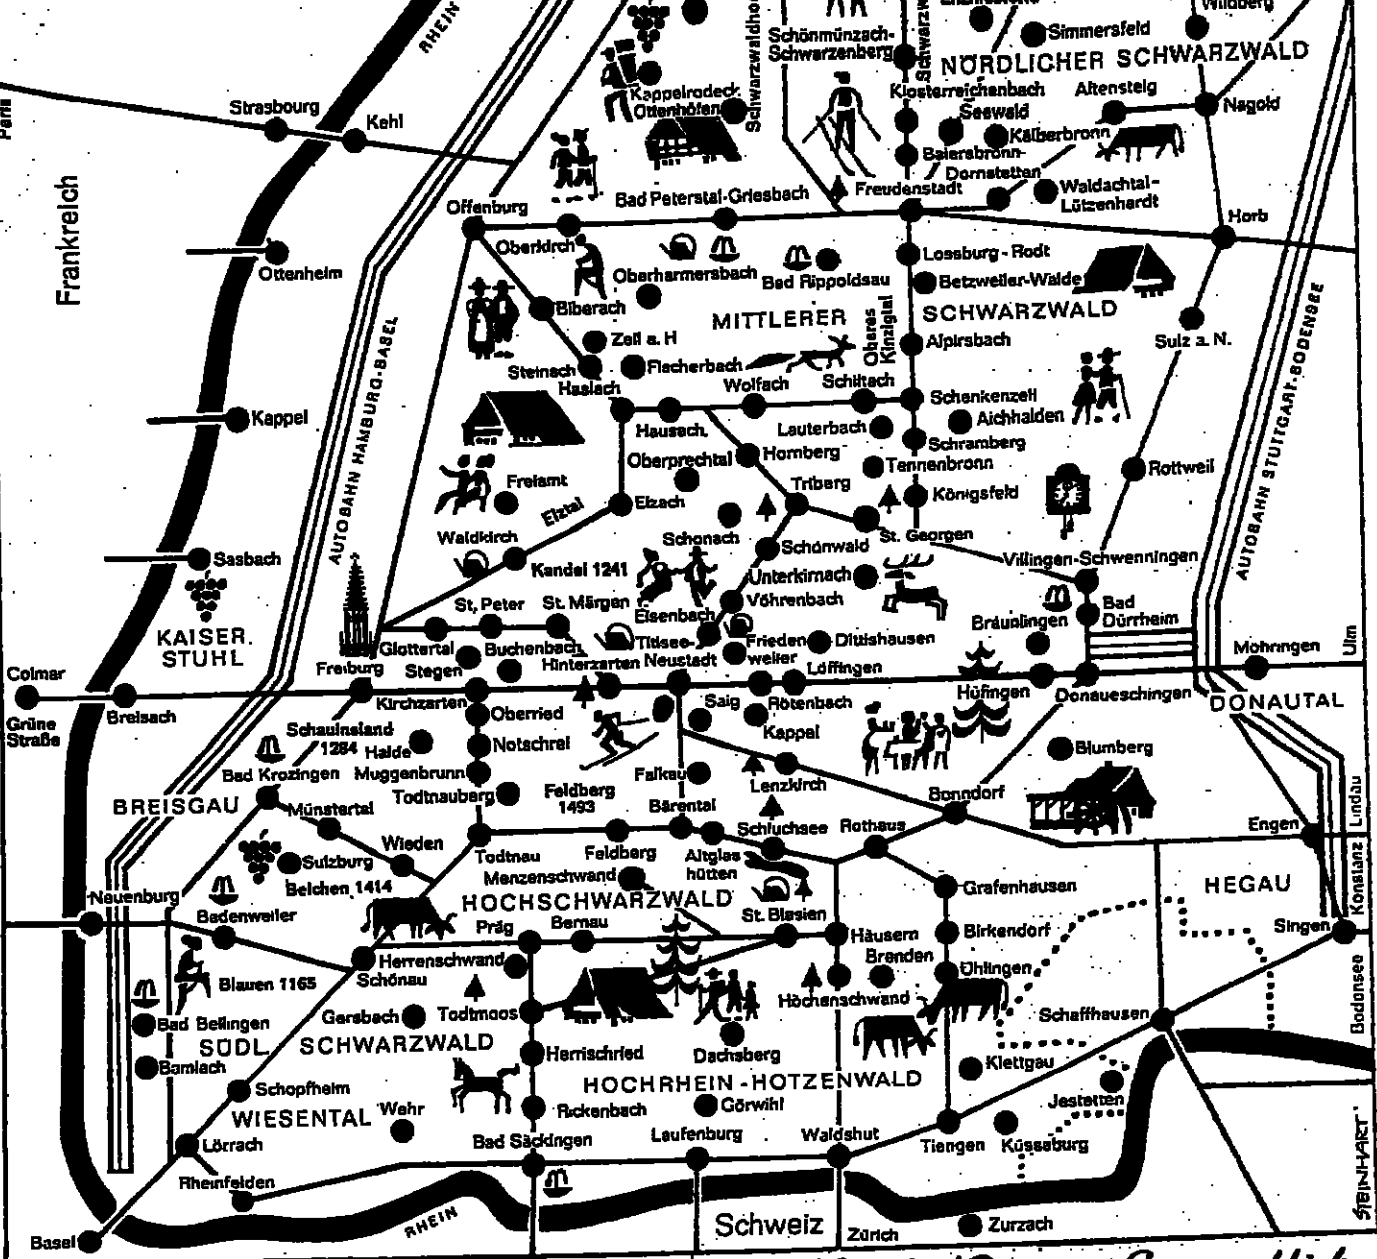 RHEIN
Schwarzwaldho
Schönmünzach-
Schwarzenberg
Schwarzw
Simmersfeld
Wildberg
NÖRDLICHER SCHWARZWALD
Paris
Strasbourg
Kehl
Kappelrodeck
Ottenhöfen
Klosterreichenbach
Seewald
Altensteig
Nagold
Kälberbronn
Baiersbronn
Dornstetten
Frankreich
Offenburg
Bad Peterstal-Griesbach
Freudenstadt
Waldachtal-
Lützenhardt
Horb
Ottenheim
Oberkirch
Oberharmersbach
Bad Rippoldsau
Lossburg-Rodt
Betzweiler-Wälde
Biberach
MITTLERER
SCHWARZWALD
Oberes
Kinzigtal
Zell a. H
Alpirsbach
Sulz a. N.
AUTOBAHN HAMBURG-BASEL
AUTOBAHN STUTTGART-BODENSEE
Steinach
Fischerbach
Haslach
Wolfach
Schiltach
Schenkenzell
Kappel
Hausach
Lauterbach
Aichhalden
Schramberg
Hornberg
Oberprechtal
Tennenbronn
Rottweil
Freiamt
Elzach
Triberg
Königsfeld
Elztal
Waldkirch
Schonach
St. Georgen
Sasbach
Schönwald
Villingen-Schwenningen
Kandel 1241
Unterkirnach
St. Peter
St. Märgen
Eisenbach
Vöhrenbach
Bad
Dürrheim
KAISER.
STUHL
Bräunlingen
Glottertal
Buchenbach
Titisee-
Neustadt
Frieden
weiler
Dittishausen
Mohringen
Ulm
Colmar
Freiburg
Stegen
Hinterzarten
Löffingen
Grüne
Straße
Breisach
Kirchzarten
Oberried
Saig
Rötenbach
Hüfingen
Donaueschingen
DONAUTAL
Schauinsland
1284
Halde
Notschrei
Kappel
Blumberg
Bad Krozingen
Muggenbrunn
Falkau
Lenzkirch
BREISGAU
Münstertal
Todtnauberg
Feldberg
1493
Bärental
Bonndorf
Lindau
Wieden
Schluchsee
Rothaus
Engen
Sulzburg
Todtnau
Feldberg
Altglas
hütten
Belchen 1414
Menzenschwand
Grafenhausen
HEGAU
Konstanz
Neuenburg
HOCHSCHWARZWALD
Badenweiler
Präg
Bernau
St. Blasien
Häusern
Birkendorf
Singen
Herrenschwand
Brenden
Ühlingen
Schönau
Blauen 1165
Höchenschwand
Bodensee
Gersbach
Todtmoos
Schaffhausen
Bad Bellingen
SÜDL.
SCHWARZWALD
Herrischried
Dachsberg
Klettgau
Bamlach
HOCHRHEIN-HOTZENWALD
Schopfheim
Jestetten
WIESENTAL
Wehr
Rickenbach
Görwihl
Lörrach
Bad Säckingen
Laufenburg
Waldshut
Tiengen
Küssaburg
Rheinfelden
STEINHART
RHEIN
Basel
Schweiz
Zürich
Zurzach